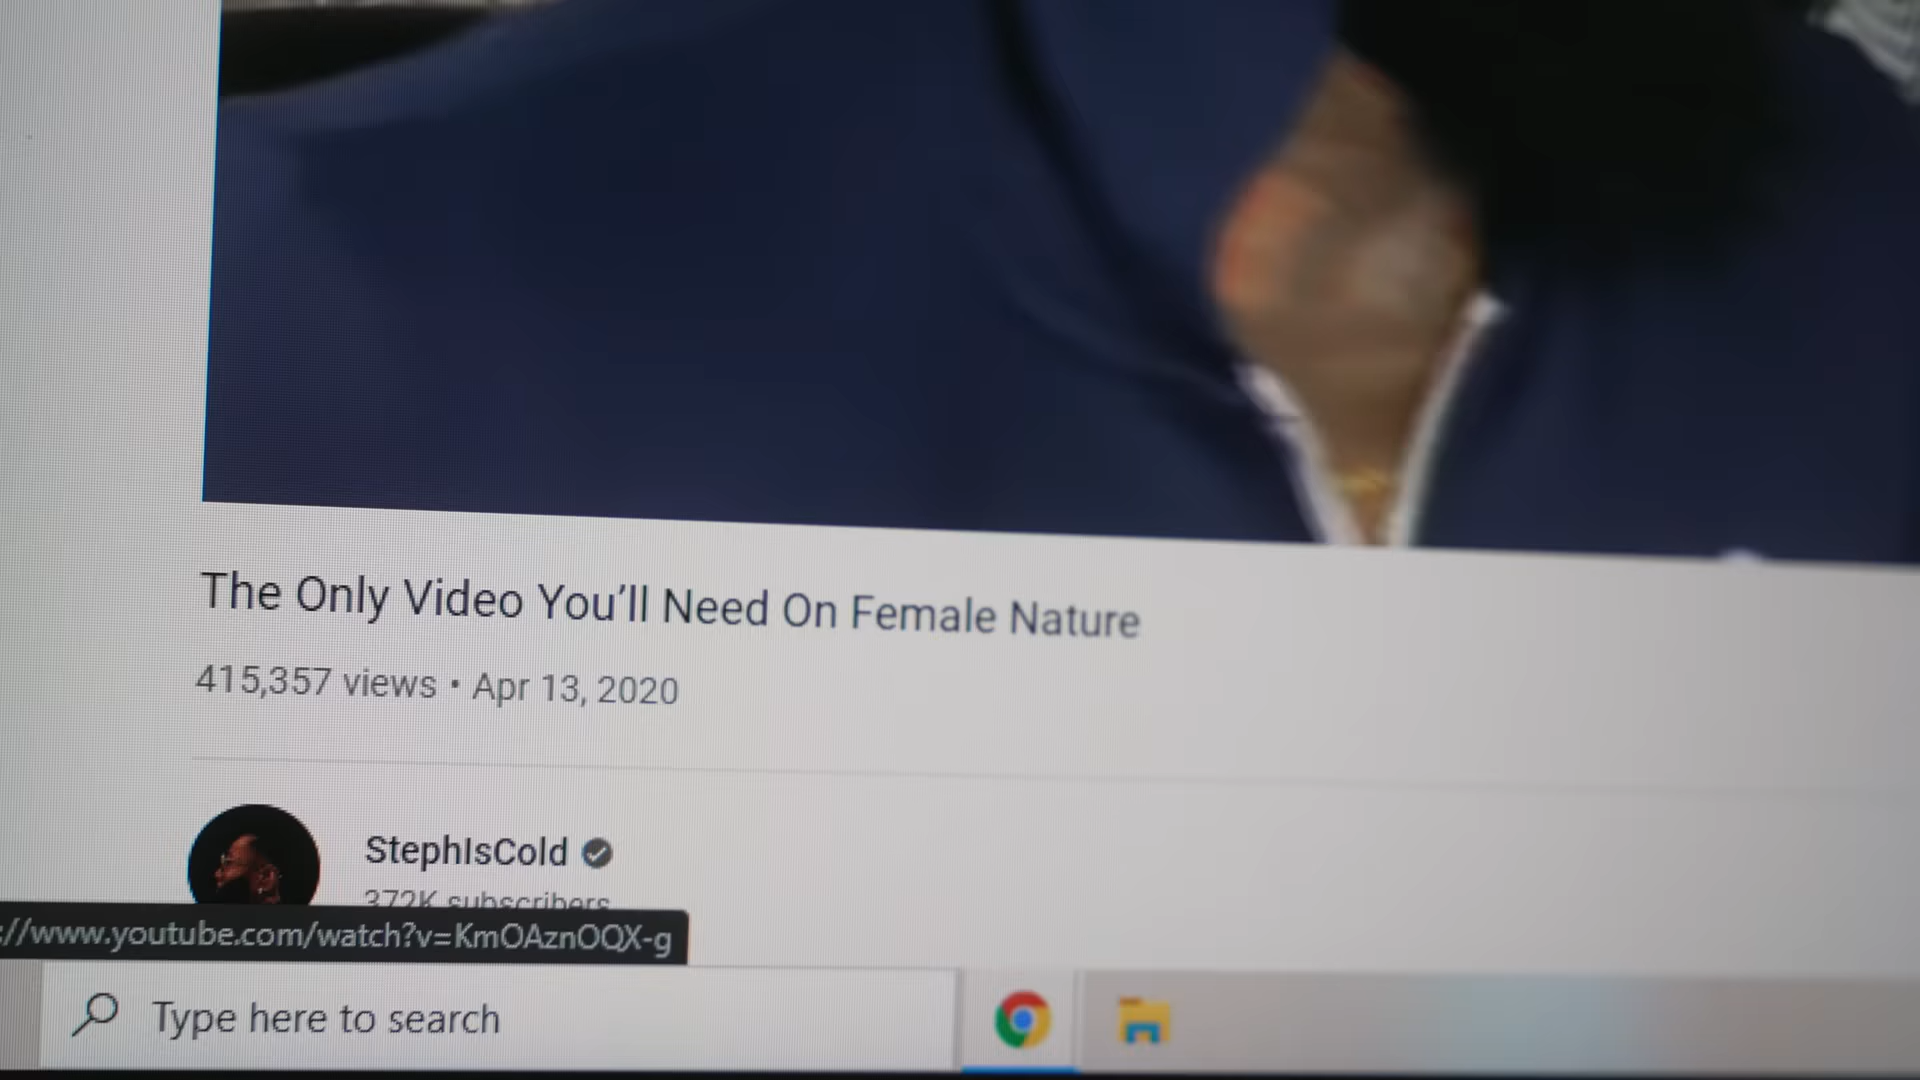 The Only Video You'll Need On Female Nature
415,357 views • Apr 13, 2020
StephIsCold
372K subscribers
://www.youtube.com/watch?v=KmOAznOQX-g
Type here to search